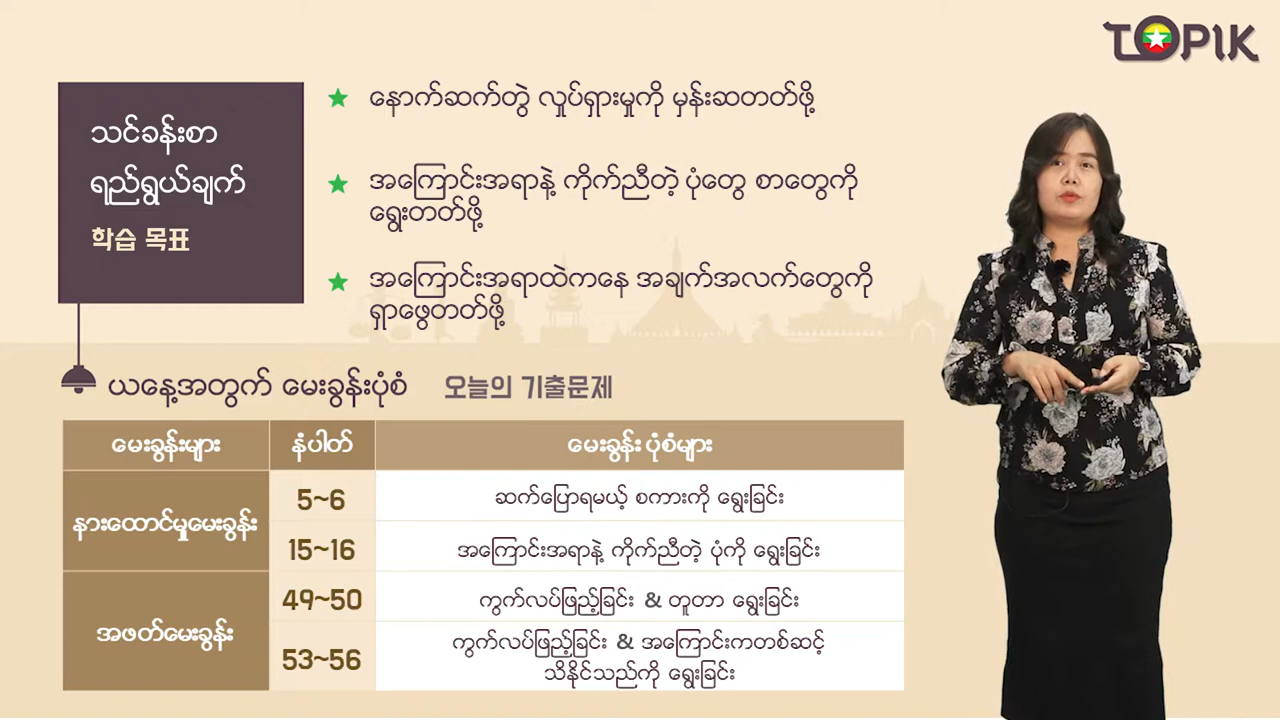 TOPIK
သင်ခန်းစာ
ရည်ရွယ်ချက်
학습 목표
နောက်ဆက်တွဲ လှုပ်ရှားမှုကို မှန်းဆတတ်ဖို့
အကြောင်းအရာနဲ့ ကိုက်ညီတဲ့ ပုံတွေ စာတွေကို
ရွေးတတ်ဖို့
အကြောင်းအရာထဲကနေ အချက်အလက်တွေကို
ရှာဖွေတတ်ဖို့
ယနေ့အတွက် မေးခွန်းပုံစံ 오늘의 기출문제
မေးခွန်းများ နံပါတ် မေးခွန်း ပုံစံများ
နားထောင်မှုမေးခွန်း
5~6 ဆက်ပြောရမယ့် စကားကို ရွေးခြင်း
15~16 အကြောင်းအရာနဲ့ ကိုက်ညီတဲ့ ပုံကို ရွေးခြင်း
အဖတ်မေးခွန်း
49~50 ကွက်လပ်ဖြည့်ခြင်း & တူတာ ရွေးခြင်း
53~56 ကွက်လပ်ဖြည့်ခြင်း & အကြောင်းကတစ်ဆင့်
သိနိုင်သည်ကို ရွေးခြင်း